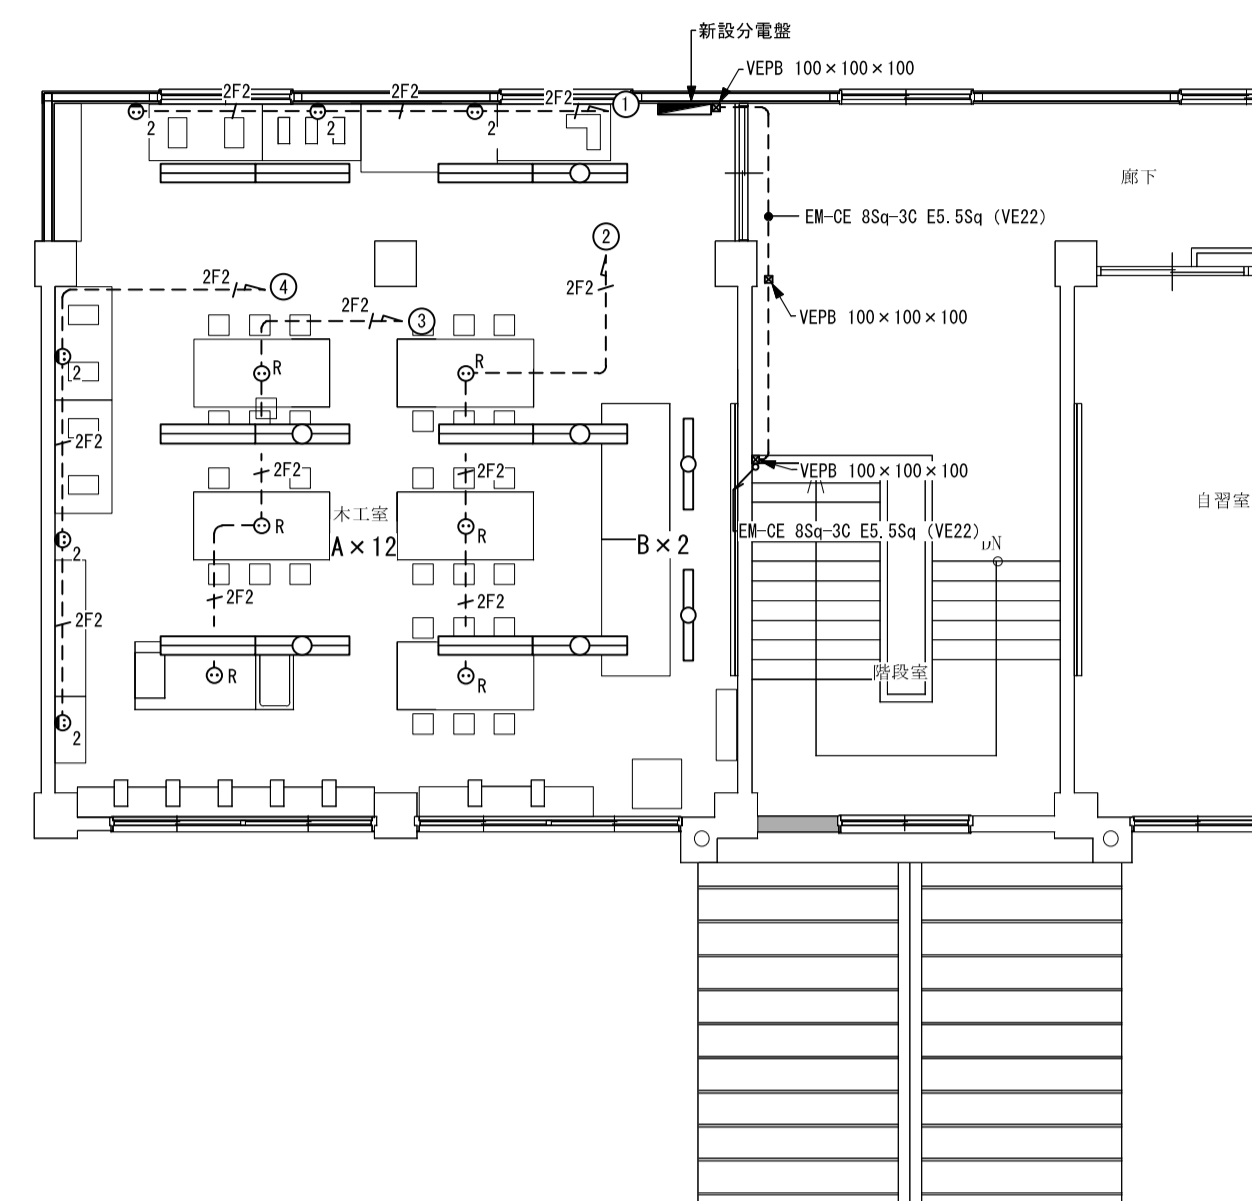 新設分電盤
VEPB 100×100×100
2F2
2F2
2F2
1
2
2
2
廊下
EM-CE 8Sq-3C E5.5Sq (VE22)
2
2F2
4
2F2
2F2
3
VEPB 100×100×100
R
R
2
2F2
2F2
2F2
VEPB 100×100×100
自習室
木工室
R
R
A×12
B×2
EM-CE 8Sq-3C E5.5Sq (VE22)
DN
2
2F2
2F2
2F2
階段室
R
R
2